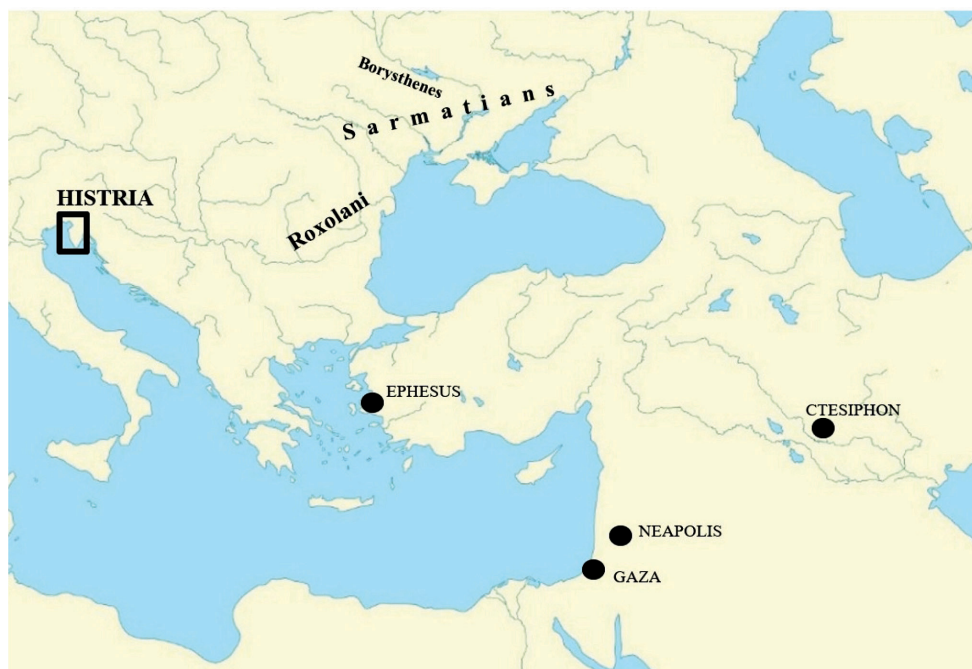 Borysthenes
Sarmatians
HISTRIA
Roxolani
EPHESUS
CTESIPHON
NEAPOLIS
GAZA